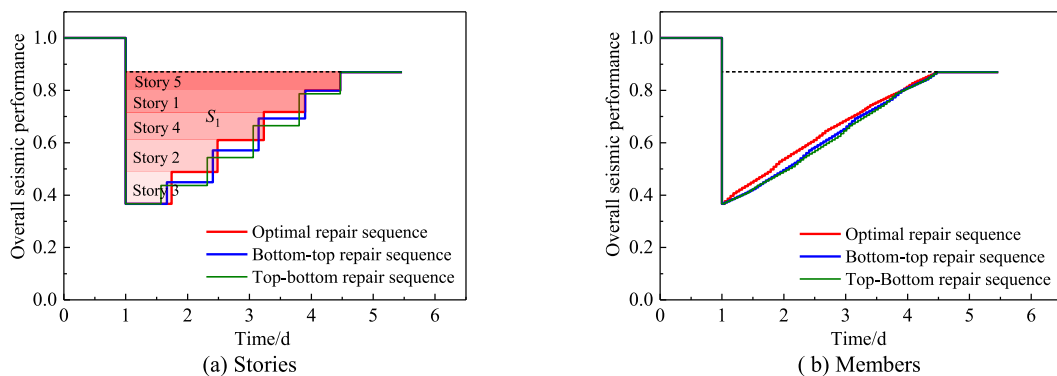 Overall seismic performance
1.0
0.8
0.6
0.4
0.2
0.0
Story 5
Story 1
S1
Story 4
Story 2
Story 3
Optimal repair sequence
Bottom-top repair sequence
Top-bottom repair sequence
0 1 2 3 4 5 6
Time/d
(a) Stories
Overall seismic performance
1.0
0.8
0.6
0.4
0.2
0.0
Optimal repair sequence
Bottom-top repair sequence
Top-Bottom repair sequence
0 1 2 3 4 5 6
Time/d
( b) Members